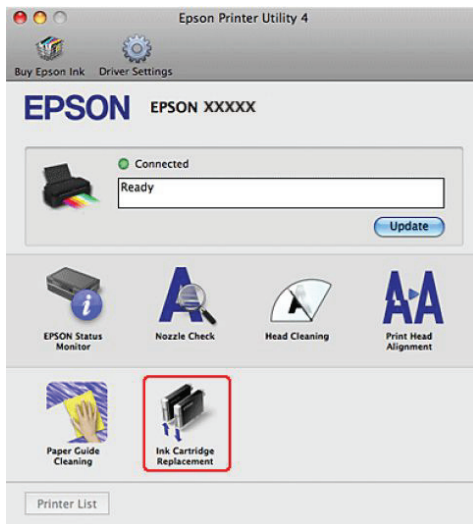 Epson Printer Utility 4
Buy Epson Ink Driver Settings
EPSON EPSON XXXXX
Connected
Ready
Update
EPSON Status
Monitor
Nozzle Check
Head Cleaning
Print Head
Alignment
Paper Guide
Cleaning
Ink Cartridge
Replacement
Printer List